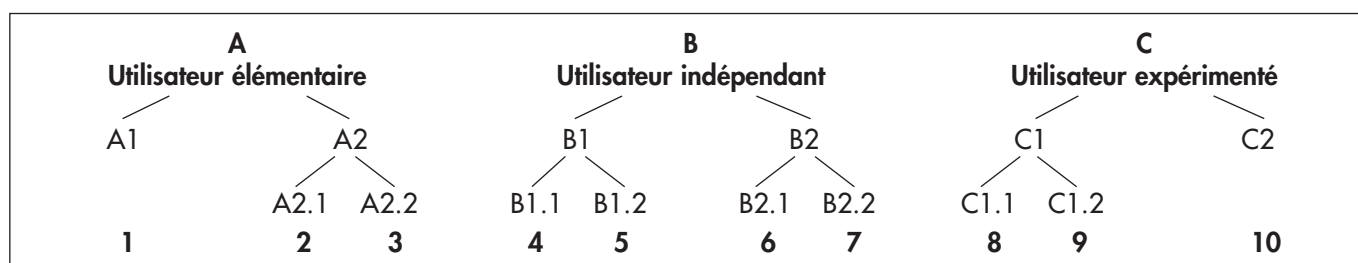 A B C
Utilisateur élémentaire Utilisateur indépendant Utilisateur expérimenté
A1 A2 B1 B2 C1 C2
A2.1 A2.2 B1.1 B1.2 B2.1 B2.2 C1.1 C1.2
1 2 3 4 5 6 7 8 9 10